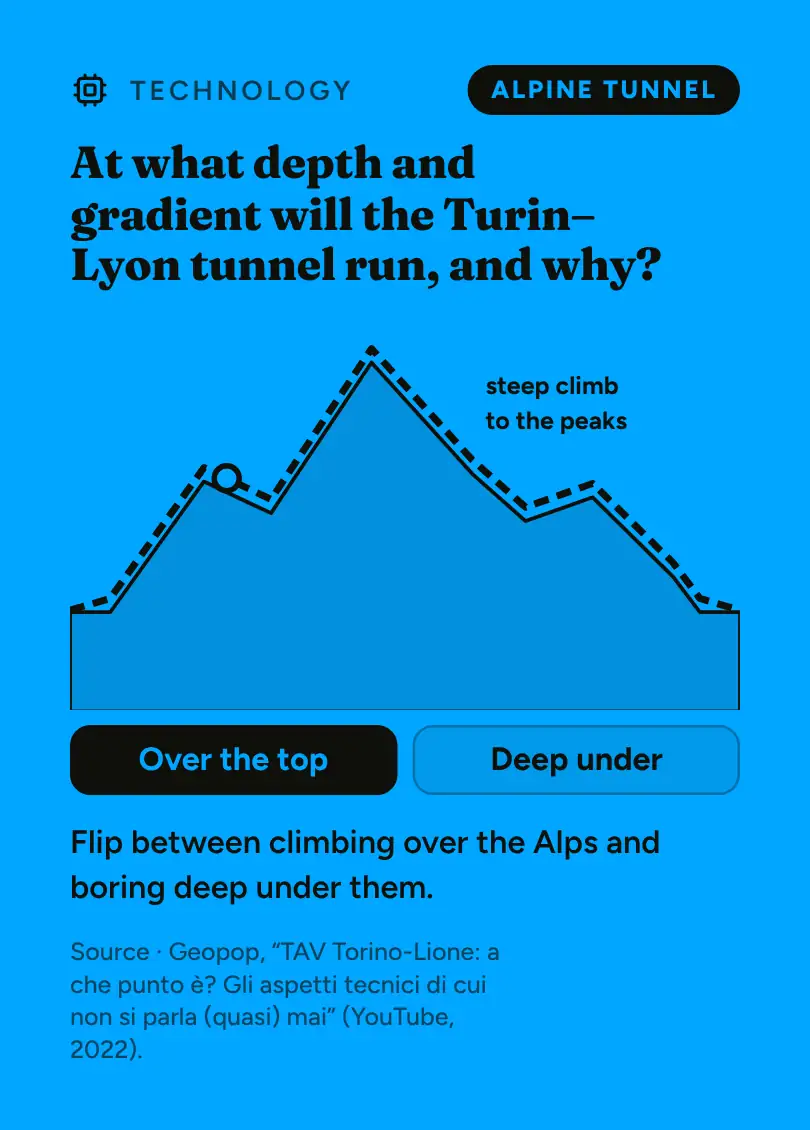 TECHNOLOGY
ALPINE TUNNEL
At what depth and
gradient will the Turin–
Lyon tunnel run, and why?
steep climb
to the peaks
Over the top
Deep under
Flip between climbing over the Alps and
boring deep under them.
Source · Geopop, “TAV Torino-Lione: a
che punto è? Gli aspetti tecnici di cui
non si parla (quasi) mai” (YouTube,
2022).